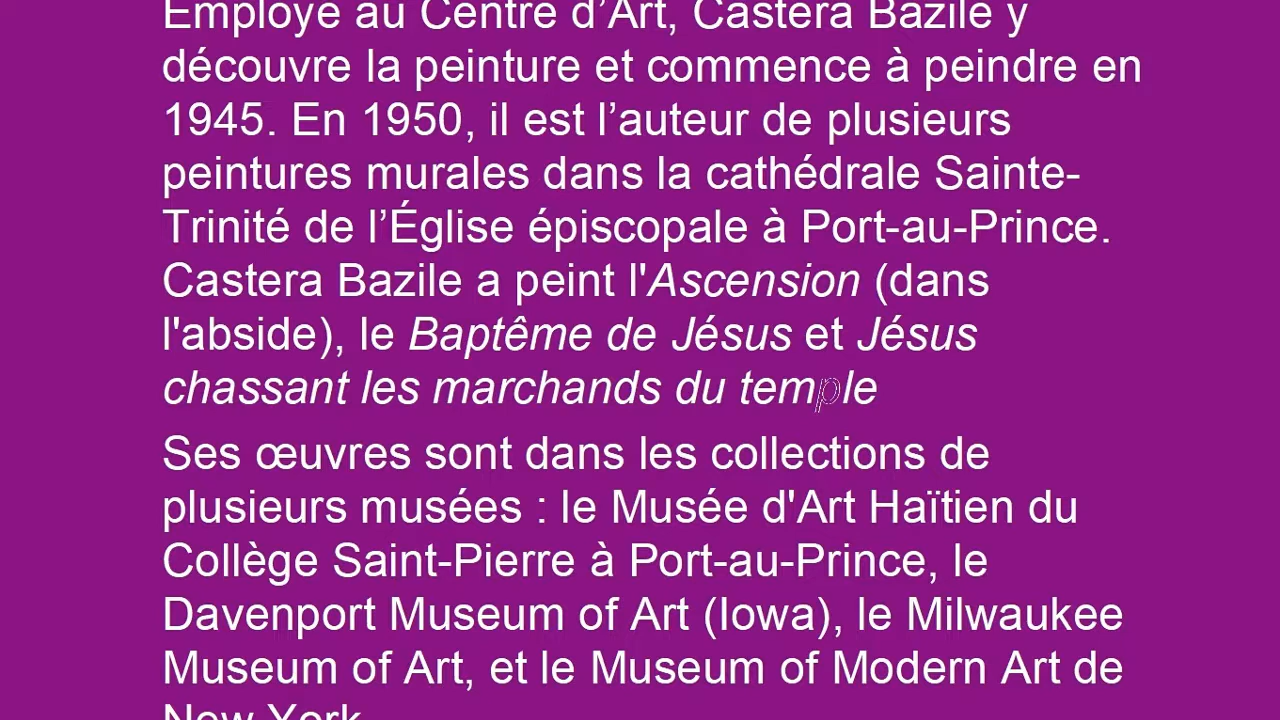 Employé au Centre d’Art, Castera Bazile y
découvre la peinture et commence à peindre en
1945. En 1950, il est l’auteur de plusieurs
peintures murales dans la cathédrale Sainte-
Trinité de l’Église épiscopale à Port-au-Prince.
Castera Bazile a peint l'Ascension (dans
l'abside), le Baptême de Jésus et Jésus
chassant les marchands du temple
Ses œuvres sont dans les collections de
plusieurs musées : le Musée d'Art Haïtien du
Collège Saint-Pierre à Port-au-Prince, le
Davenport Museum of Art (Iowa), le Milwaukee
Museum of Art, et le Museum of Modern Art de
New York